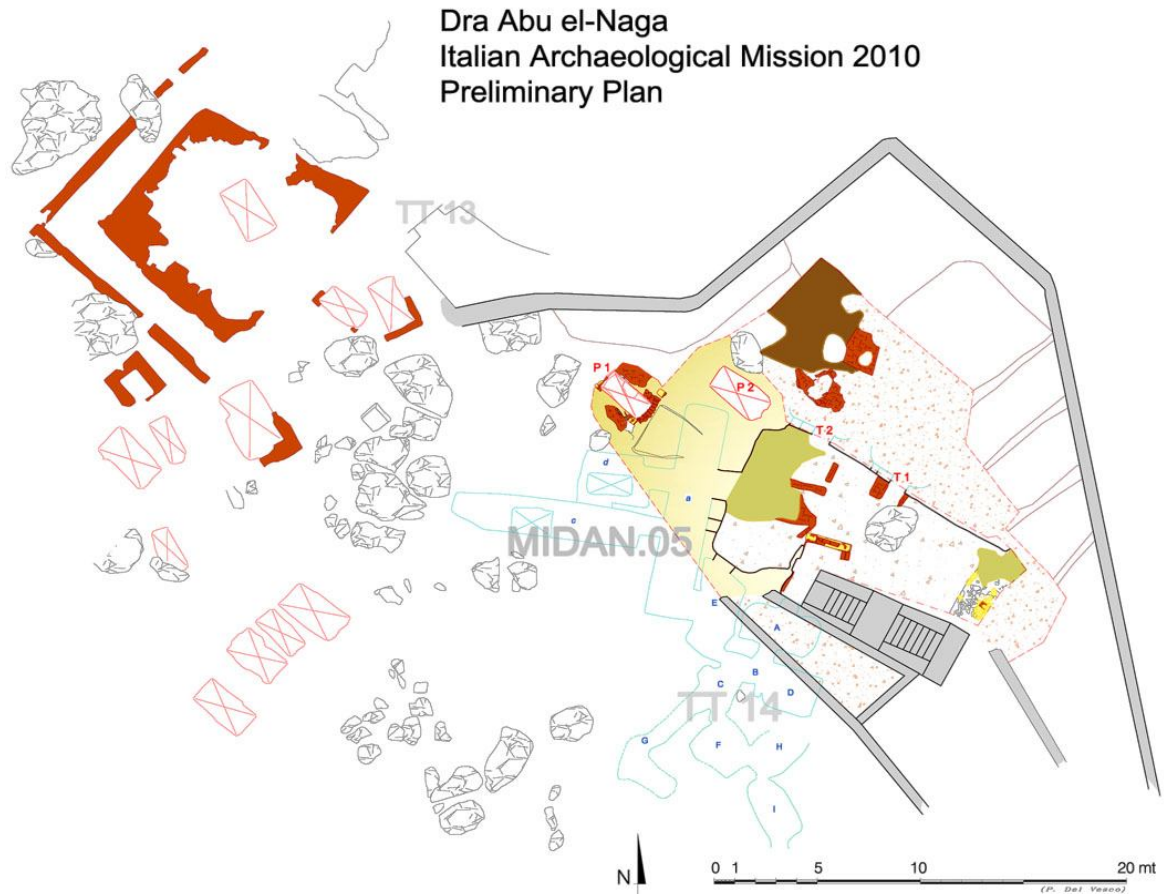 Dra Abu el-Naga
Italian Archaeological Mission 2010
Preliminary Plan
TT 13
P 1
P 2
T 2
T 1
d
a
c
MIDAN.05
E
A
B
C
D
TT 14
G
F
H
I
N
0 1 5 10 20 mt
(P. Del Vesco)